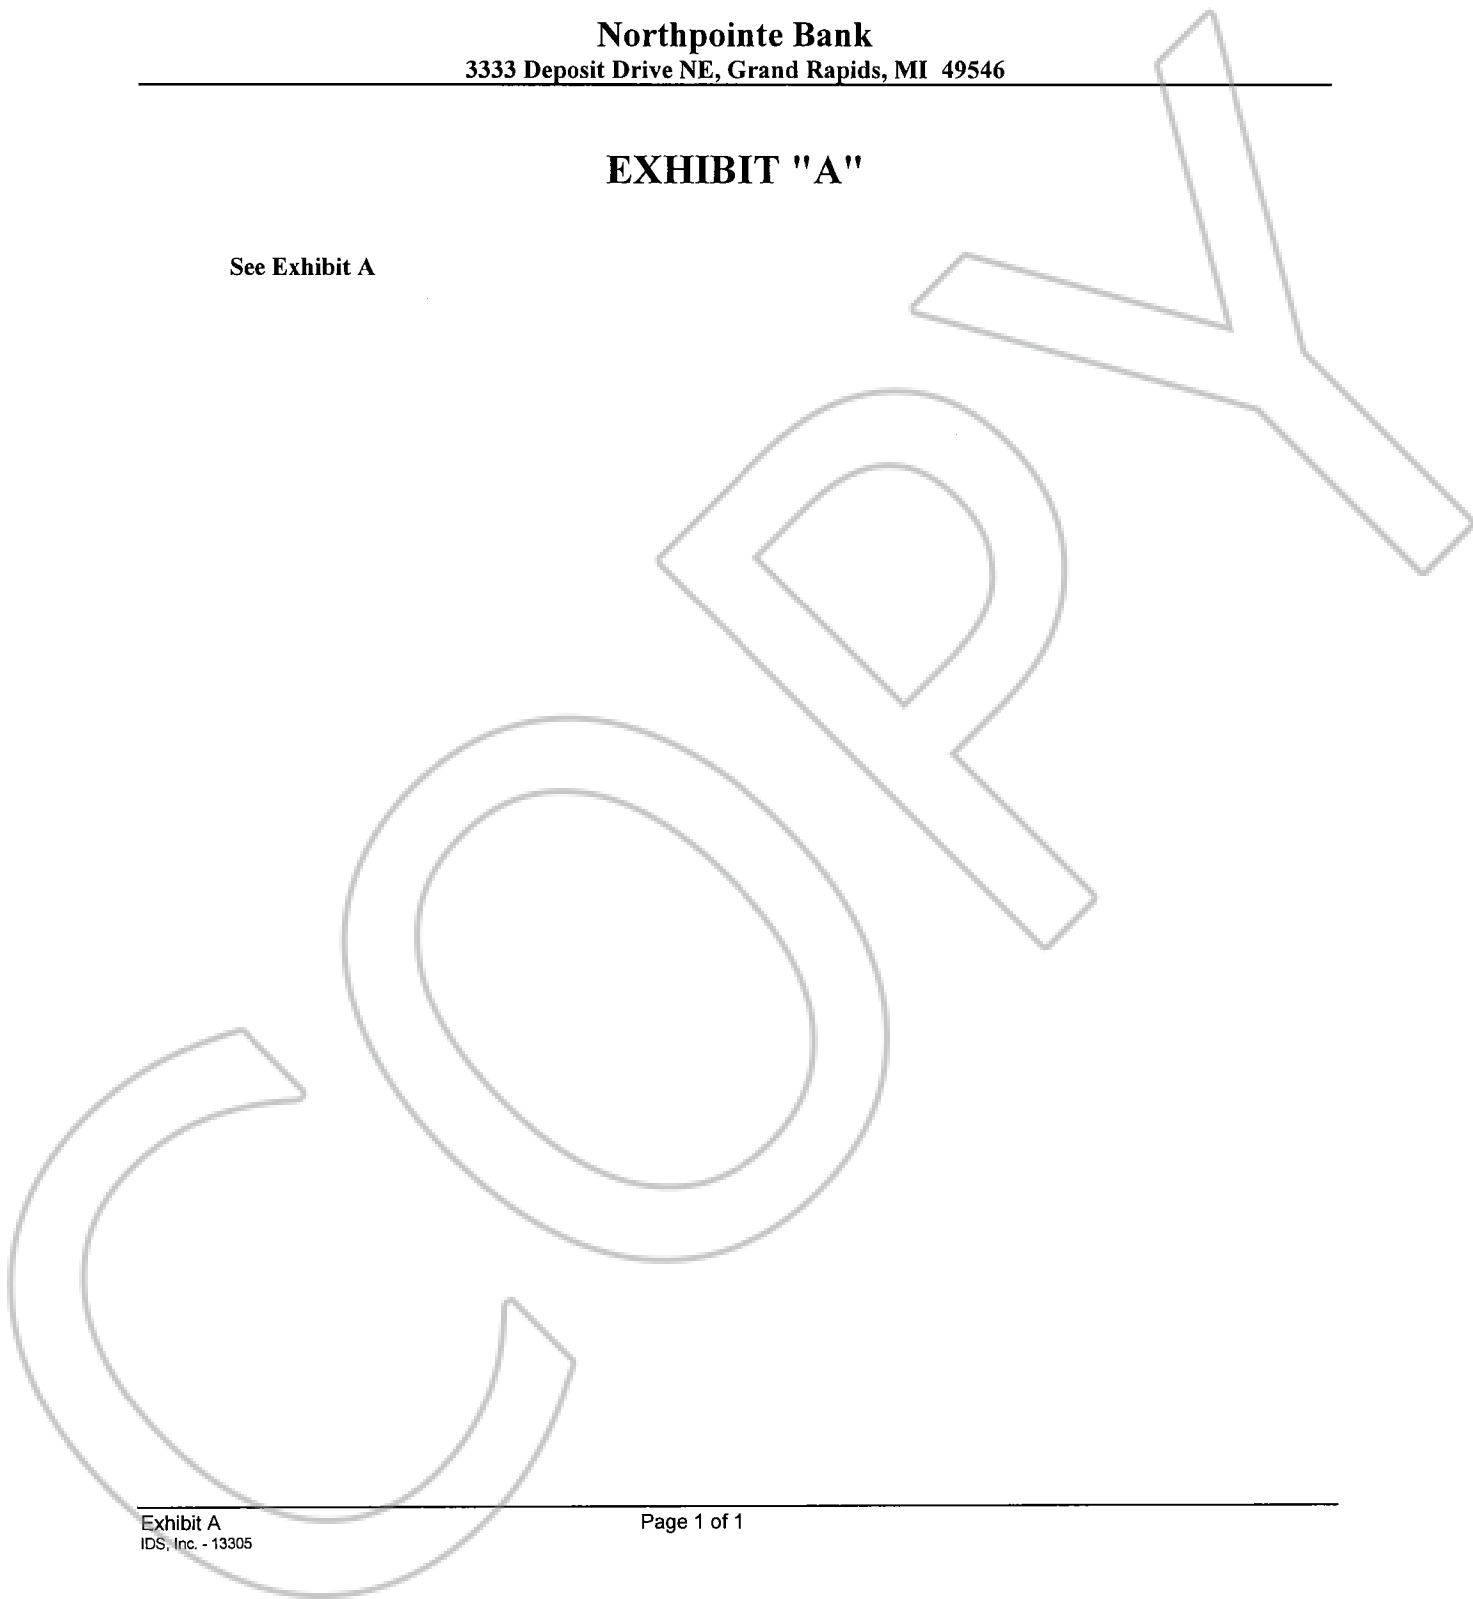 Northpointe Bank
3333 Deposit Drive NE, Grand Rapids, MI 49546
EXHIBIT "A"
See Exhibit A
COPY
Exhibit A
Page 1 of 1
IDS, Inc. - 13305